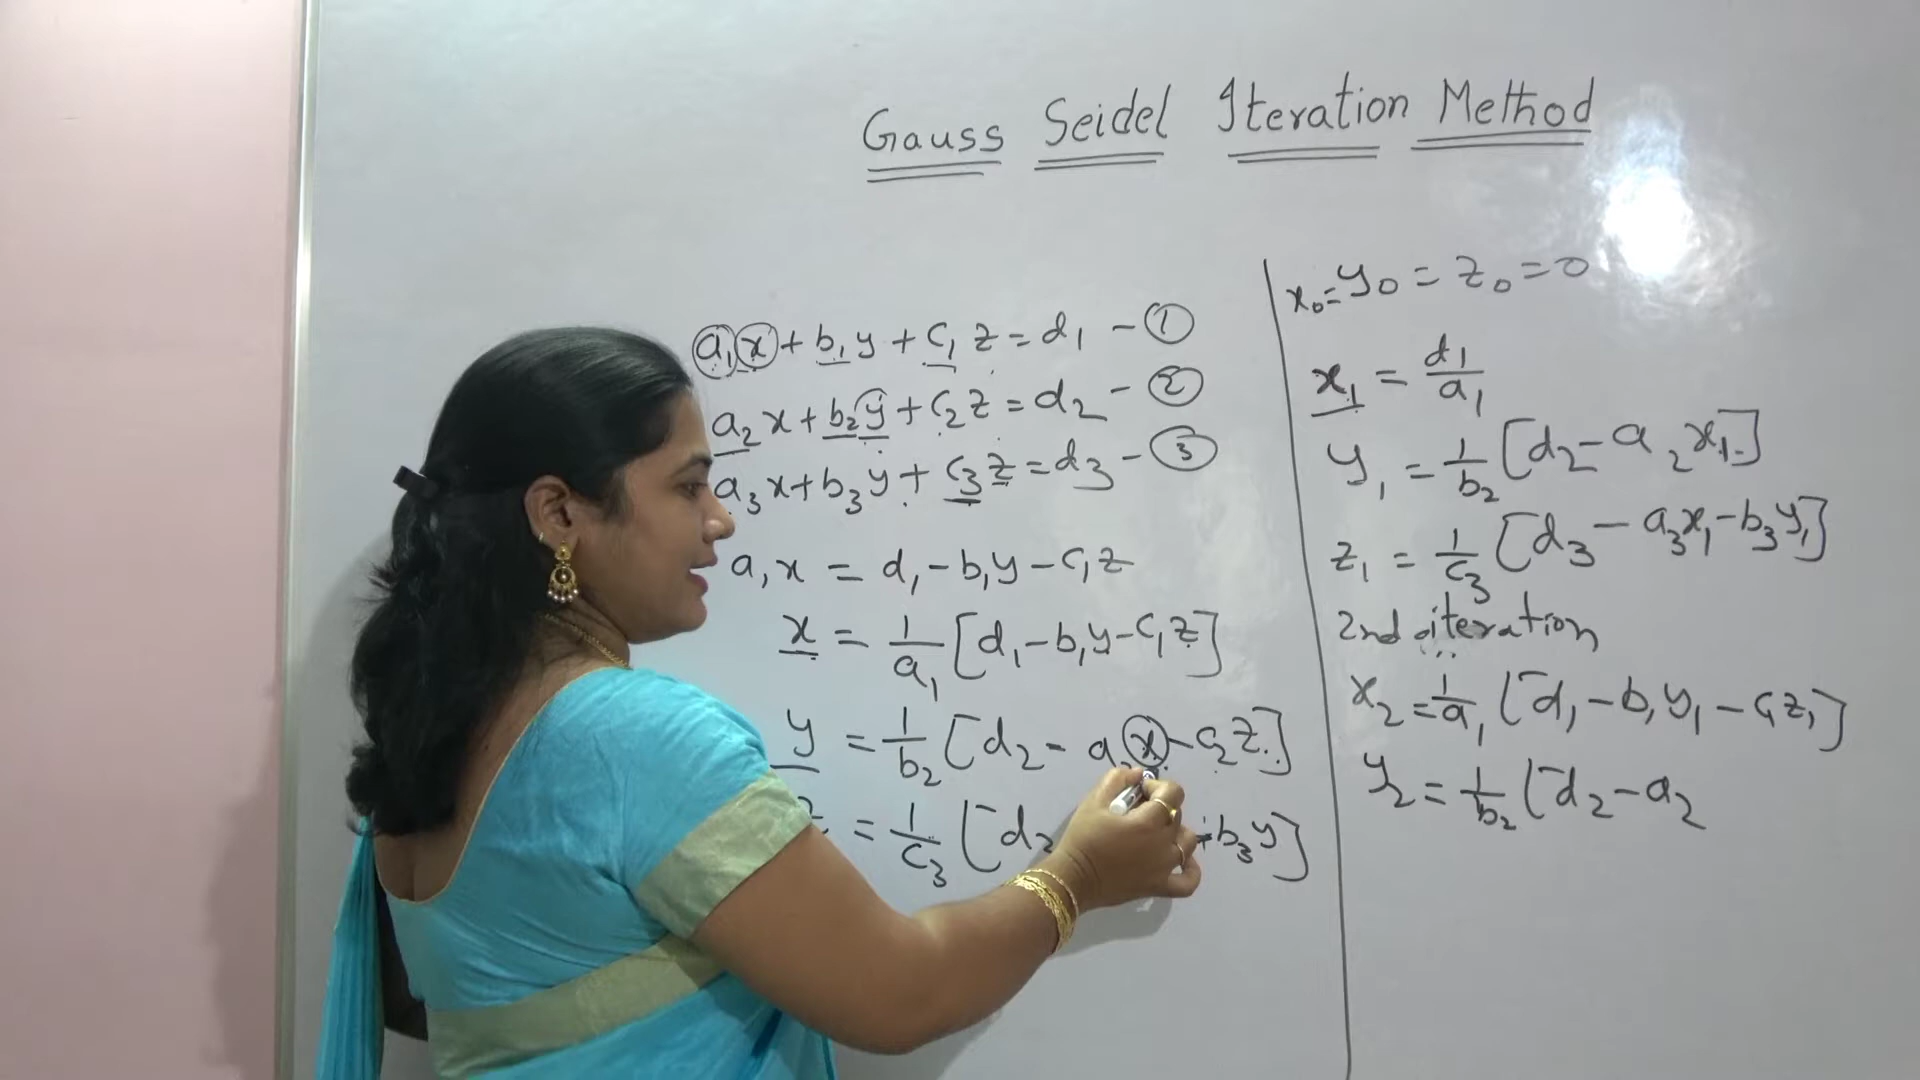 Gauss Seidel Iteration Method
a₁x + b₁y + c₁z = d₁ - ①
a₂x + b₂y + c₂z = d₂ - ②
a₃x + b₃y + c₃z = d₃ - ③
a₁x = d₁ - b₁y - c₁z
x = 1/a₁ [d₁ - b₁y - c₁z]
y = 1/b₂ [d₂ - a₂x - c₂z]
z = 1/c₃ [d +b₃y]
x₀ = y₀ = z₀ = 0
x₁ = d₁/a₁
y₁ = 1/b₂ [d₂ - a₂x₁]
z₁ = 1/c₃ [d₃ - a₃x₁ - b₃y₁]
2nd iteration
x₂ = 1/a₁ [d₁ - b₁y₁ - c₁z₁]
y₂ = 1/b₂ [d₂ - a₂